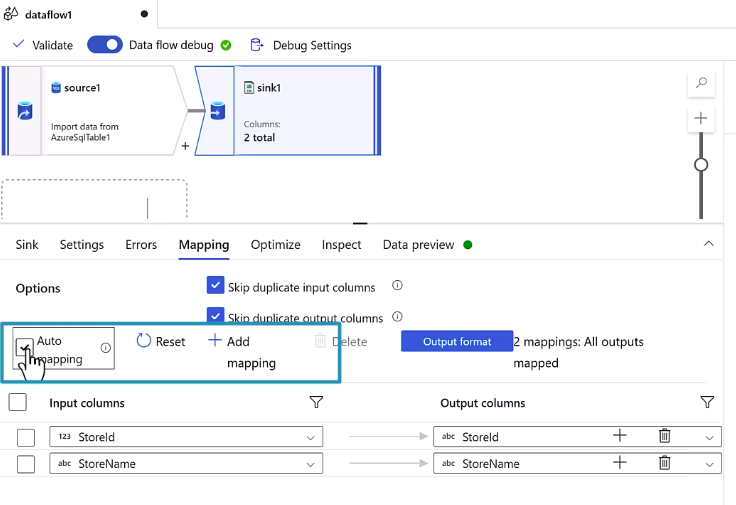 dataflow1
Validate Data flow debug Debug Settings
source1
Import data from
AzureSqlTable1
+
sink1
Columns:
2 total
Sink Settings Errors Mapping Optimize Inspect Data preview
Options
Skip duplicate input columns
Skip duplicate output columns
Auto
mapping
Reset
Add
mapping
Delete
Output format
2 mappings: All outputs
mapped
Input columns Output columns
123 StoreId abc StoreId
abc StoreName abc StoreName